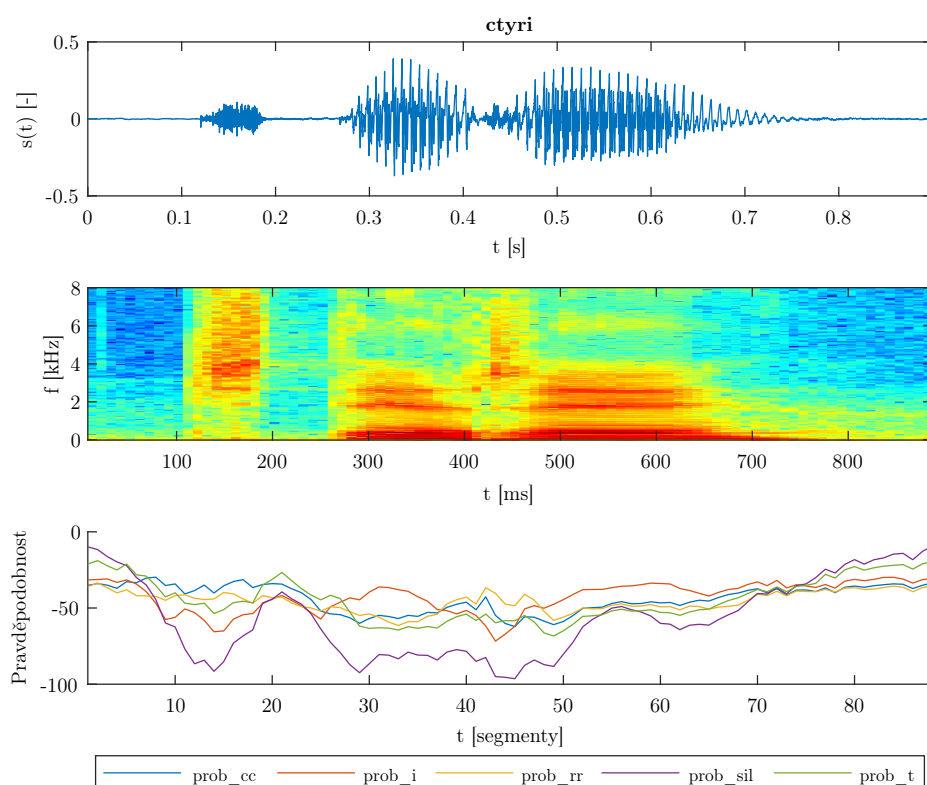 ctyri
0.5
0
-0.5
s(t) [-]
0 0.1 0.2 0.3 0.4 0.5 0.6 0.7 0.8
t [s]
8
6
4
2
0
f [kHz]
100 200 300 400 500 600 700 800
t [ms]
0
-50
-100
Pravděpodobnost
10 20 30 40 50 60 70 80
t [segmenty]
prob_cc prob_i prob_rr prob_sil prob_t